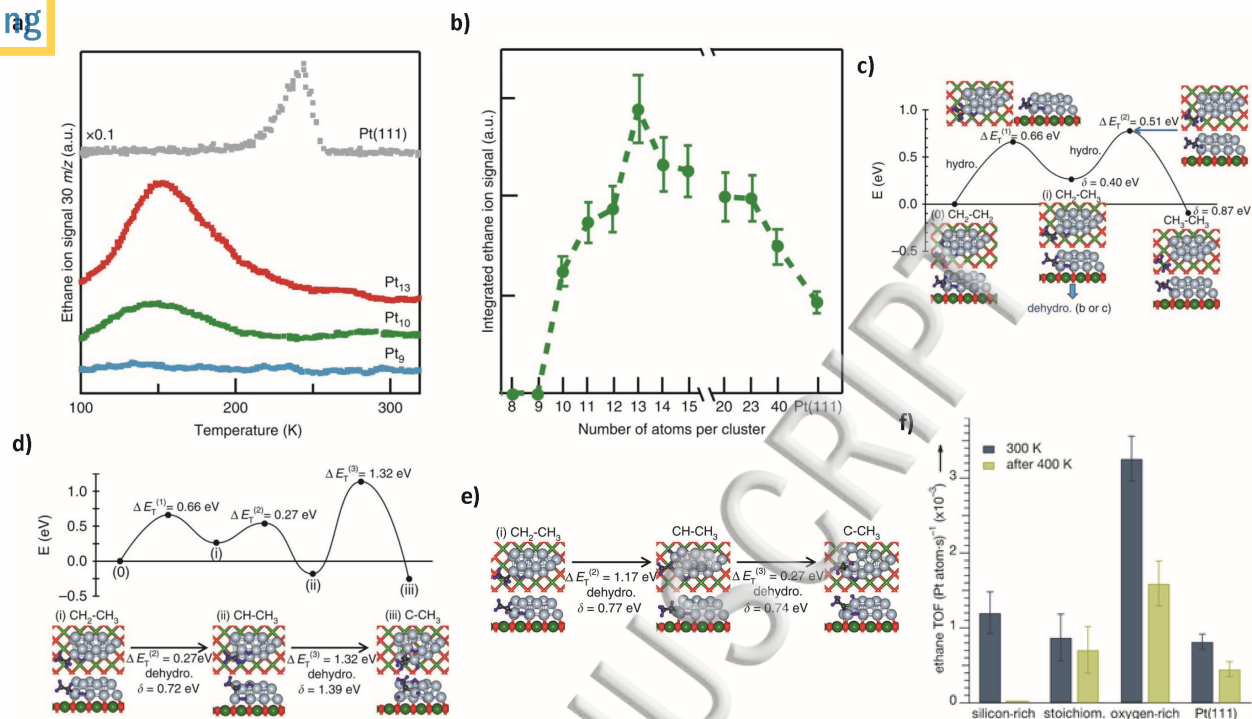 ng
a)
Ethane ion signal 30 m/z (a.u.)
×0.1
Pt(111)
Pt13
Pt10
Pt9
100
200
300
Temperature (K)
b)
Integrated ethane ion signal (a.u.)
8 9 10 11 12 13 14 15 20 23 40 Pt(111)
Number of atoms per cluster
c)
E (eV)
1.0
0.5
0.0
−0.5
ΔET(1)= 0.66 eV
ΔET(2)= 0.51 eV
hydro.
hydro.
δ = 0.40 eV
δ = 0.87 eV
(0) CH2–CH2
(i) CH2–CH3
CH3–CH3
dehydro. (b or c)
d)
E (eV)
1.0
0.5
0.0
−0.5
ΔET(1)= 0.66 eV
ΔET(2)= 0.27 eV
ΔET(3)= 1.32 eV
(0)
(i)
(ii)
(iii)
(i) CH2–CH3
(ii) CH-CH3
(iii) C-CH3
ΔET(2)= 0.27eV
dehydro.
δ = 0.72 eV
ΔET(3)= 1.32 eV
dehydro.
δ = 1.39 eV
e)
(i) CH2–CH3
CH-CH3
C-CH3
ΔET(2)= 1.17 eV
dehydro.
δ = 0.77 eV
ΔET(3)= 0.27 eV
dehydro.
δ = 0.74 eV
f)
ethane TOF (Pt atom·s)−1 (x10−3)
300 K
after 400 K
3
2
1
0
silicon-rich stoichiom. oxygen-rich Pt(111)
USCRIPT